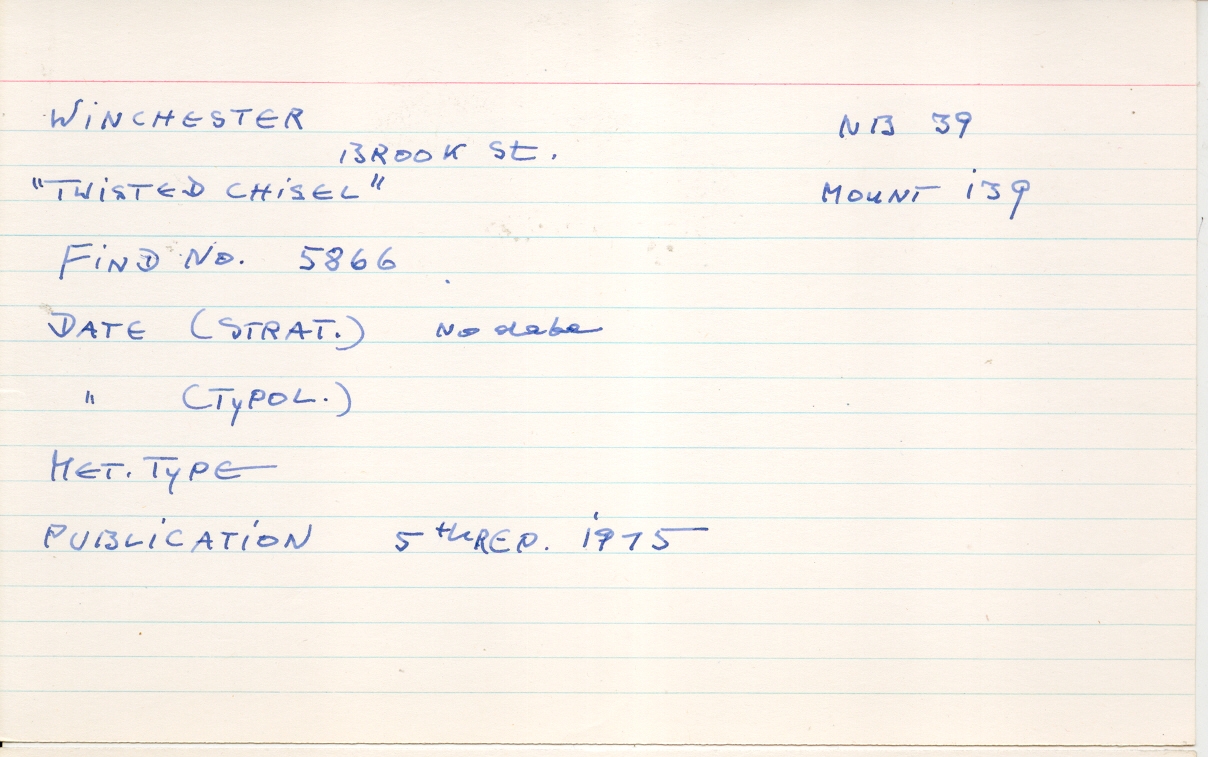 WINCHESTER NB 39
BROOK St.
"TWISTED CHISEL" MOUNT 139
FIND No. 5866
DATE (STRAT.) No date
" (TYPOL.)
MET. TYPE
PUBLICATION 5th REP. 1975